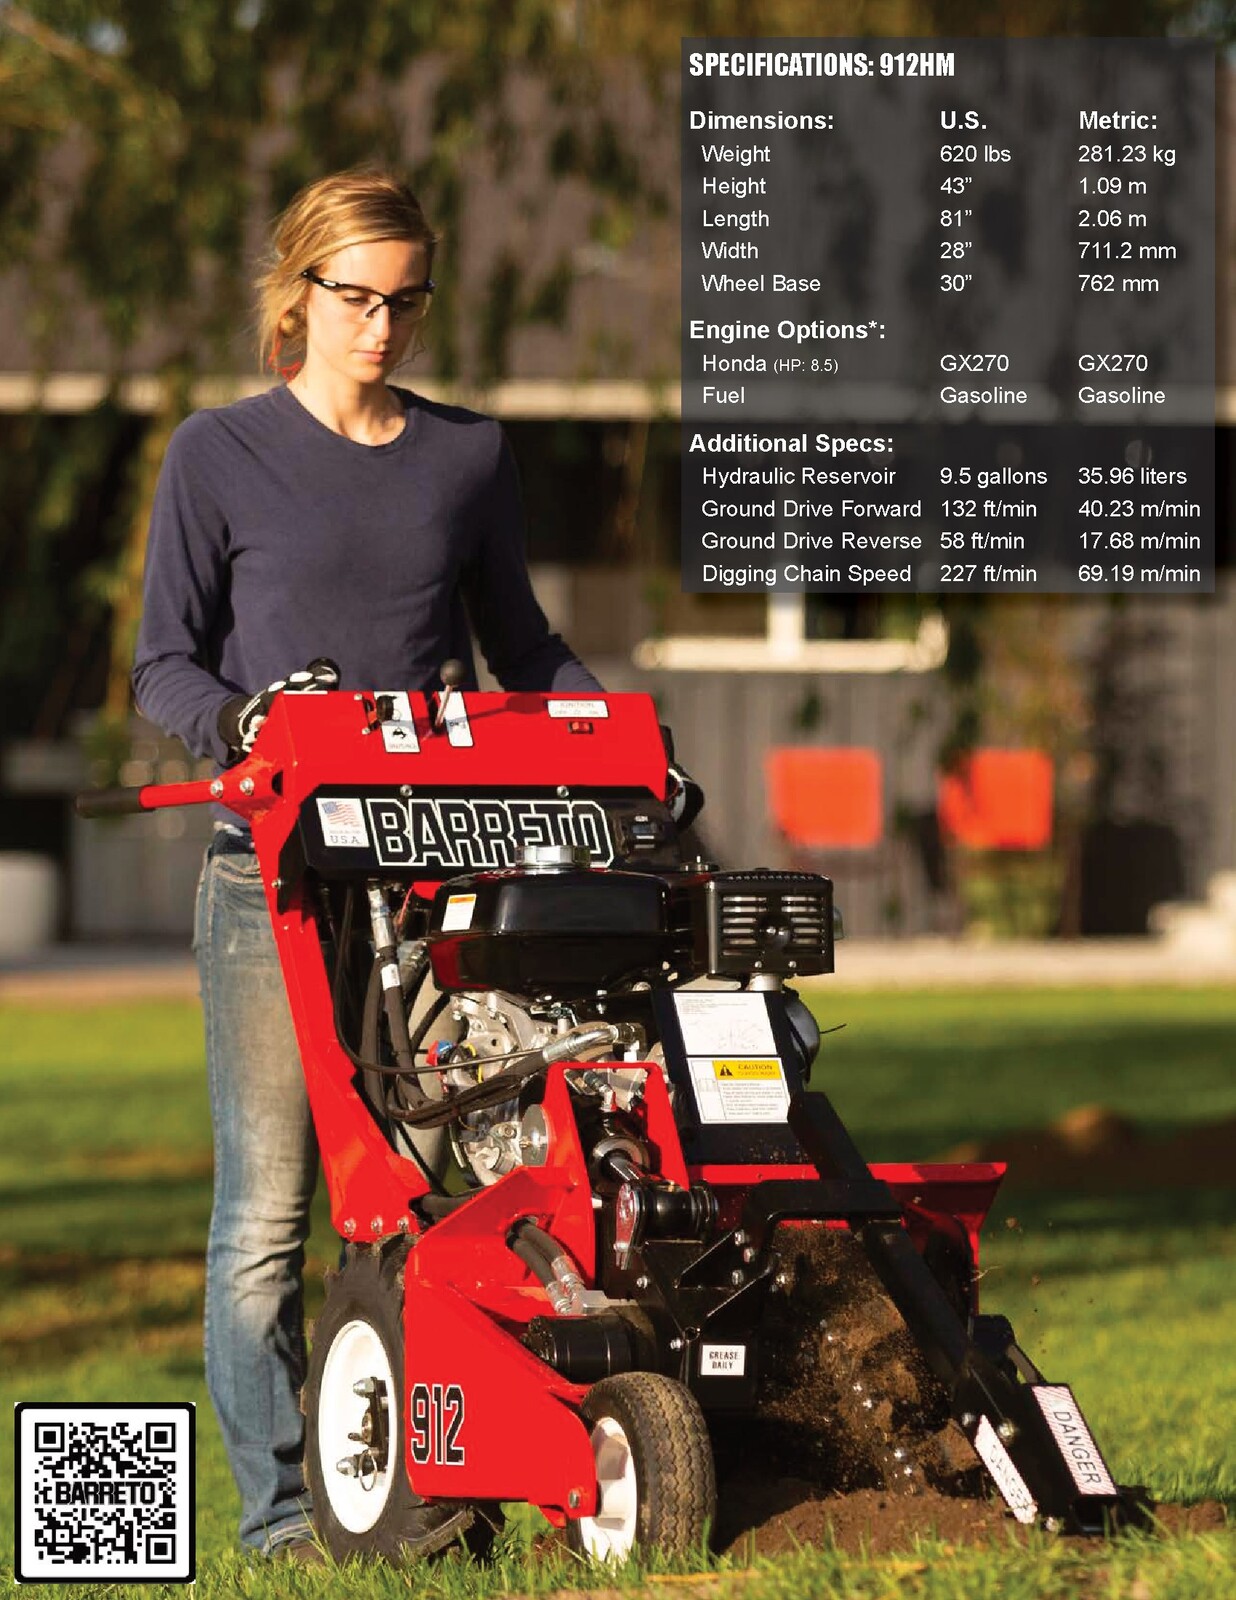 SPECIFICATIONS: 912HM
Dimensions: U.S. Metric:
Weight 620 lbs 281.23 kg
Height 43” 1.09 m
Length 81” 2.06 m
Width 28” 711.2 mm
Wheel Base 30” 762 mm
Engine Options*:
Honda (HP: 8.5) GX270 GX270
Fuel Gasoline Gasoline
Additional Specs:
Hydraulic Reservoir 9.5 gallons 35.96 liters
Ground Drive Forward 132 ft/min 40.23 m/min
Ground Drive Reverse 58 ft/min 17.68 m/min
Digging Chain Speed 227 ft/min 69.19 m/min
IGNITION
U.S.A.
BARRETO
CAUTION
GREASE
DAILY
912
DANGER
BARRETO